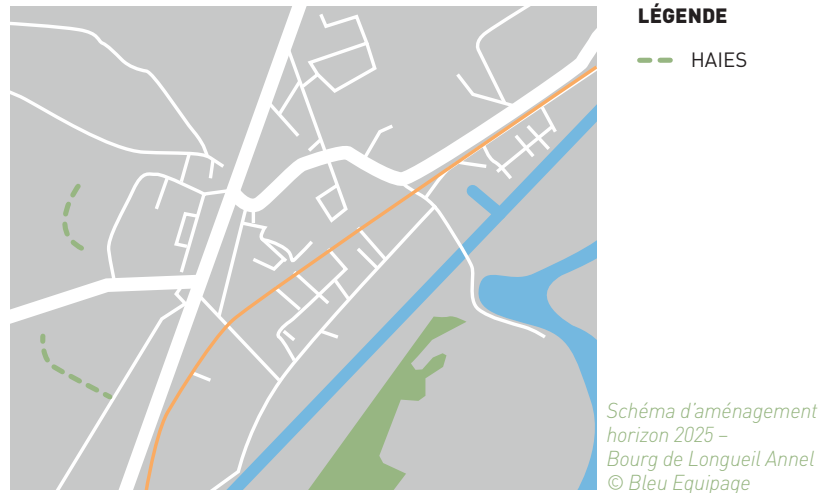 LÉGENDE
HAIES
Schéma d'aménagement
horizon 2025 –
Bourg de Longueil Annel
© Bleu Equipage